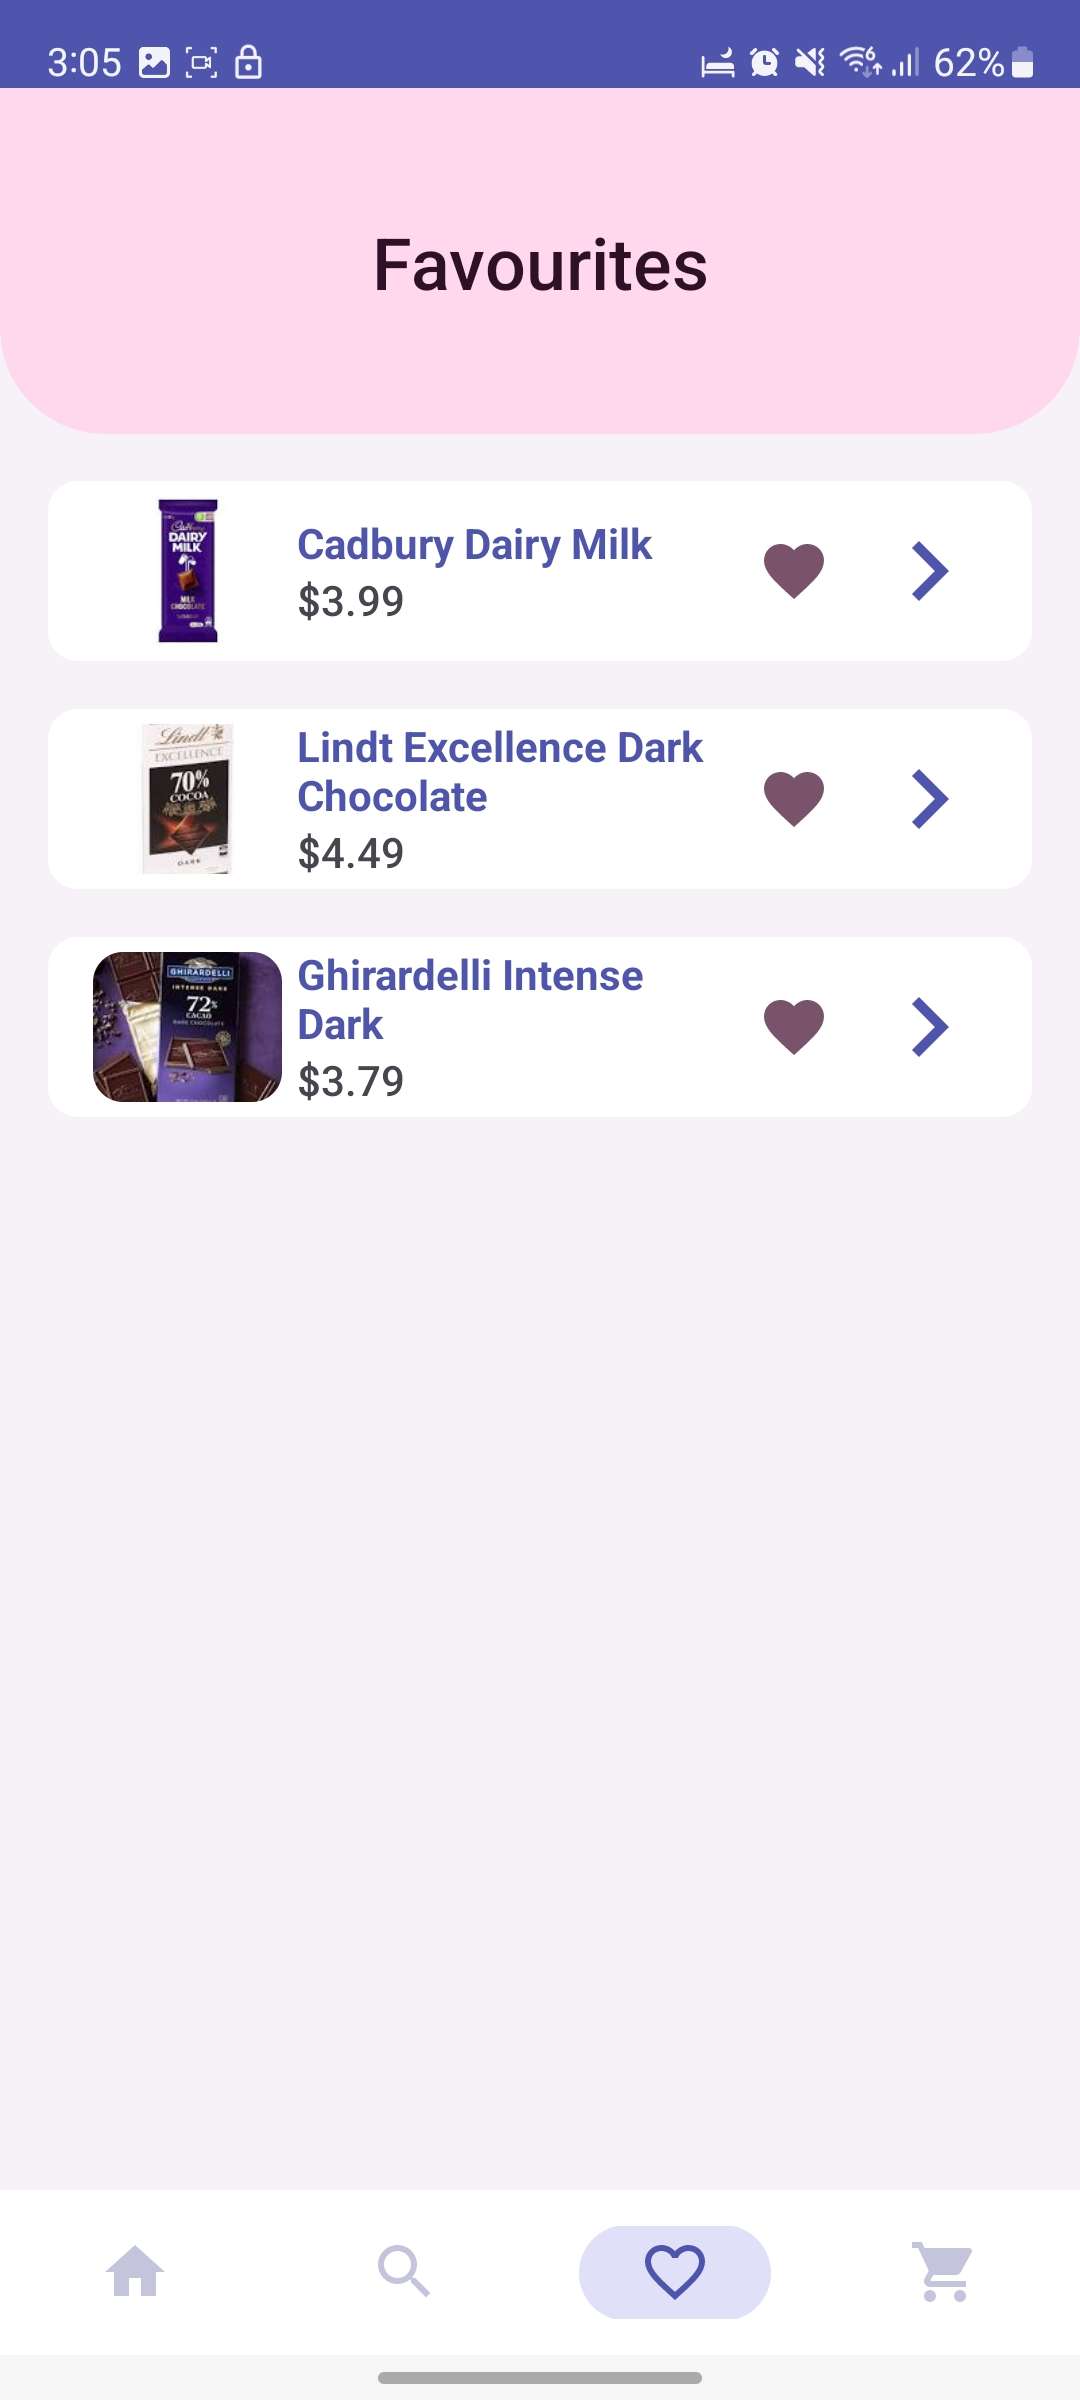 3:05
62%
Favourites
DAIRY
MILK
MILK
CHOCOLATE
Cadbury Dairy Milk
$3.99
Lindt
EXCELLENCE
70%
COCOA
DARK
Lindt Excellence Dark
Chocolate
$4.49
GHIRARDELLI
INTENSE DARK
72%
CACAO
DARK CHOCOLATE
Ghirardelli Intense
Dark
$3.79